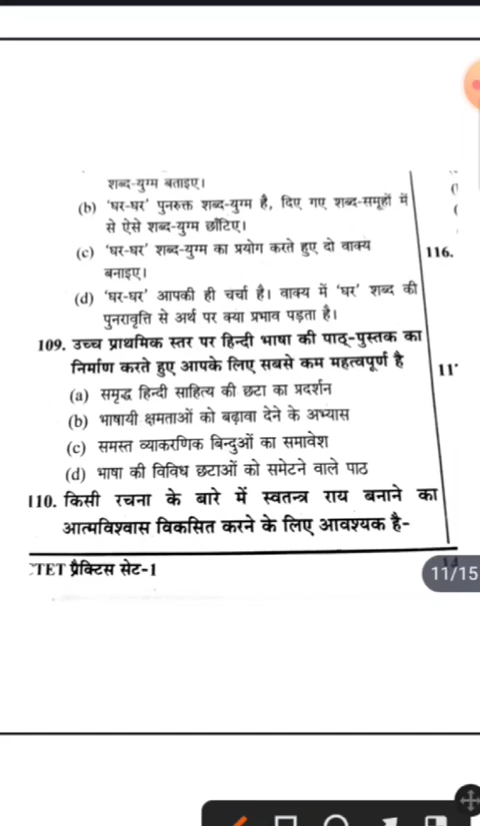 शब्द-युग्म बताइए।
(b) 'घर-घर' पुनरुक्त शब्द-युग्म है, दिए गए शब्द-समूहों में
से ऐसे शब्द-युग्म छाँटिए।
(c) 'घर-घर' शब्द-युग्म का प्रयोग करते हुए दो वाक्य
बनाइए।
(d) 'घर-घर' आपकी ही चर्चा है। वाक्य में 'घर' शब्द की
पुनरावृत्ति से अर्थ पर क्या प्रभाव पड़ता है।
109. उच्च प्राथमिक स्तर पर हिन्दी भाषा की पाठ्-पुस्तक का
निर्माण करते हुए आपके लिए सबसे कम महत्वपूर्ण है
(a) समृद्ध हिन्दी साहित्य की छटा का प्रदर्शन
(b) भाषायी क्षमताओं को बढ़ावा देने के अभ्यास
(c) समस्त व्याकरणिक बिन्दुओं का समावेश
(d) भाषा की विविध छटाओं को समेटने वाले पाठ
110. किसी रचना के बारे में स्वतन्त्र राय बनाने का
आत्मविश्वास विकसित करने के लिए आवश्यक है-
CTET प्रैक्टिस सेट-1
116.
11/15